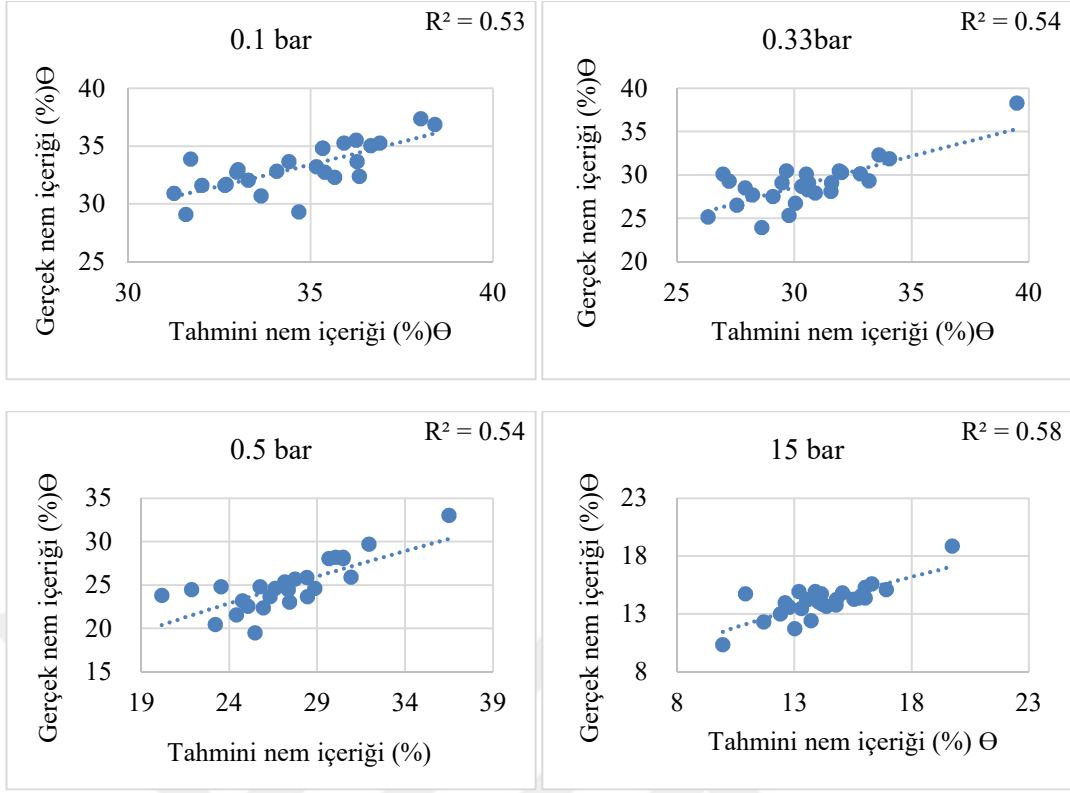 R² = 0.53
0.1 bar
Gerçek nem içeriği (%)Ө
40
35
30
25
30 35 40
Tahmini nem içeriği (%)Ө
R² = 0.54
0.33bar
Gerçek nem içeriği (%)Ө
40
35
30
25
20
25 30 35 40
Tahmini nem içeriği (%)Ө
R² = 0.54
0.5 bar
Gerçek nem içeriği (%)Ө
35
30
25
20
15
19 24 29 34 39
Tahmini nem içeriği (%)
R² = 0.58
15 bar
Gerçek nem içeriği (%)Ө
23
18
13
8
8 13 18 23
Tahmini nem içeriği (%) Ө